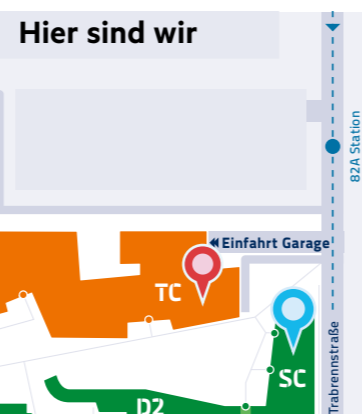 Hier sind wir
82A Station
Einfahrt Garage
TC
Trabrennstraße
SC
D2